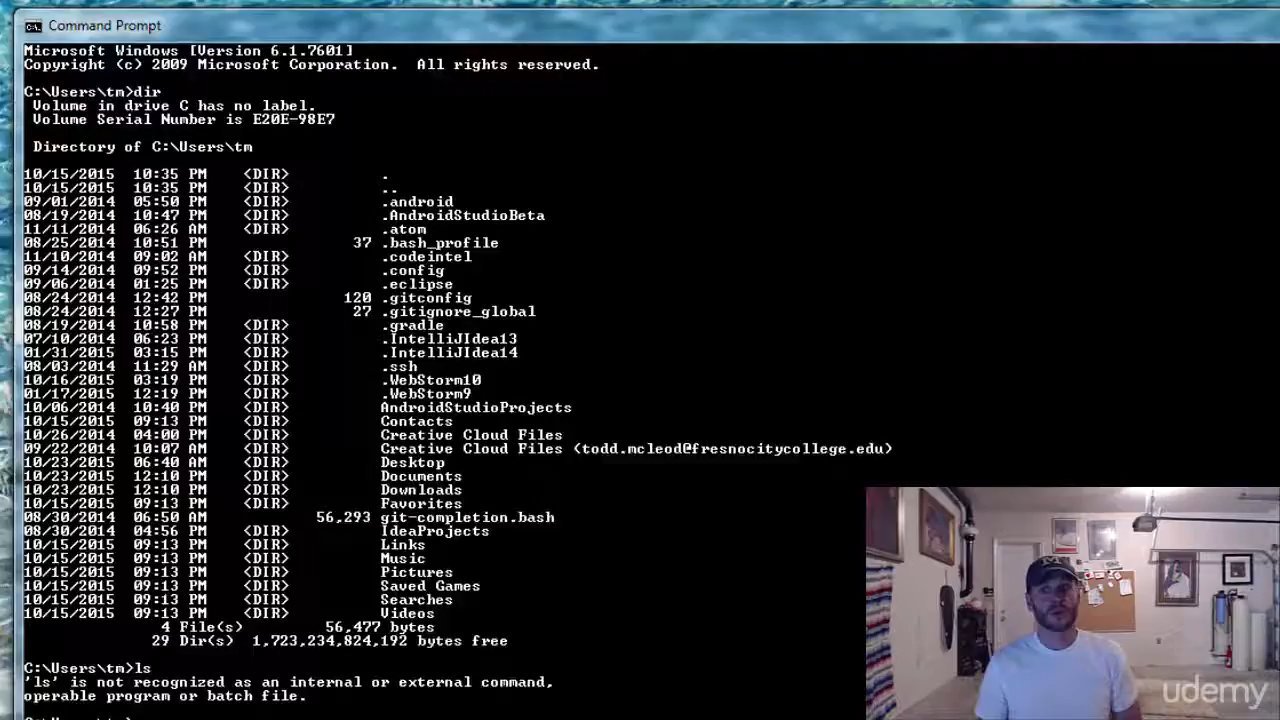 Command Prompt
Microsoft Windows [Version 6.1.7601]
Copyright (c) 2009 Microsoft Corporation.  All rights reserved.
C:\Users\tm>dir
Volume in drive C has no label.
Volume Serial Number is E20E-98E7
Directory of C:\Users\tm
10/15/2015  10:35 PM    <DIR>          .
10/15/2015  10:35 PM    <DIR>          ..
09/01/2014  05:50 PM    <DIR>          .android
08/19/2014  10:47 PM    <DIR>          .AndroidStudioBeta
11/11/2014  06:26 AM    <DIR>          .atom
08/25/2014  10:51 PM                37 .bash_profile
11/10/2014  09:02 AM    <DIR>          .codeintel
09/14/2014  09:52 PM    <DIR>          .config
09/06/2014  01:25 PM    <DIR>          .eclipse
08/24/2014  12:42 PM               120 .gitconfig
08/24/2014  12:27 PM                27 .gitignore_global
08/19/2014  10:58 PM    <DIR>          .gradle
07/10/2014  06:23 PM    <DIR>          .IntelliJIdea13
01/31/2015  03:15 PM    <DIR>          .IntelliJIdea14
08/03/2014  11:29 AM    <DIR>          .ssh
10/16/2015  03:19 PM    <DIR>          .WebStorm10
01/17/2015  12:19 PM    <DIR>          .WebStorm9
10/06/2014  10:40 PM    <DIR>          AndroidStudioProjects
10/15/2015  09:13 PM    <DIR>          Contacts
10/26/2014  04:00 PM    <DIR>          Creative Cloud Files
09/22/2014  10:07 AM    <DIR>          Creative Cloud Files (todd.mcleod@fresnocitycollege.edu)
10/23/2015  06:40 AM    <DIR>          Desktop
10/23/2015  12:10 PM    <DIR>          Documents
10/23/2015  12:10 PM    <DIR>          Downloads
10/15/2015  09:13 PM    <DIR>          Favorites
08/30/2014  06:50 AM            56,293 git-completion.bash
08/30/2014  04:56 PM    <DIR>          IdeaProjects
10/15/2015  09:13 PM    <DIR>          Links
10/15/2015  09:13 PM    <DIR>          Music
10/15/2015  09:13 PM    <DIR>          Pictures
10/15/2015  09:13 PM    <DIR>          Saved Games
10/15/2015  09:13 PM    <DIR>          Searches
10/15/2015  09:13 PM    <DIR>          Videos
4 File(s)         56,477 bytes
29 Dir(s)  1,723,234,824,192 bytes free
C:\Users\tm>ls
'ls' is not recognized as an internal or external command,
operable program or batch file.
udemy